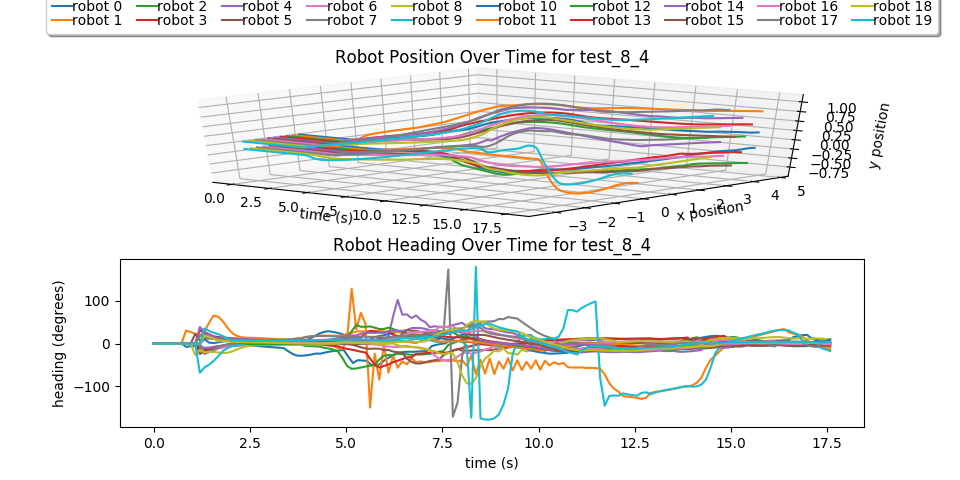 robot 0 robot 2 robot 4 robot 6 robot 8 robot 10 robot 12 robot 14 robot 16 robot 18
robot 1 robot 3 robot 5 robot 7 robot 9 robot 11 robot 13 robot 15 robot 17 robot 19
Robot Position Over Time for test_8_4
1.00
0.75
0.50
0.25
0.00
−0.25
−0.50
−0.75
y position
0.0 2.5 5.0 7.5 10.0 12.5 15.0 17.5
time (s)
−3 −2 −1 0 1 2 3 4 5
x position
Robot Heading Over Time for test_8_4
100
0
−100
heading (degrees)
0.0 2.5 5.0 7.5 10.0 12.5 15.0 17.5
time (s)